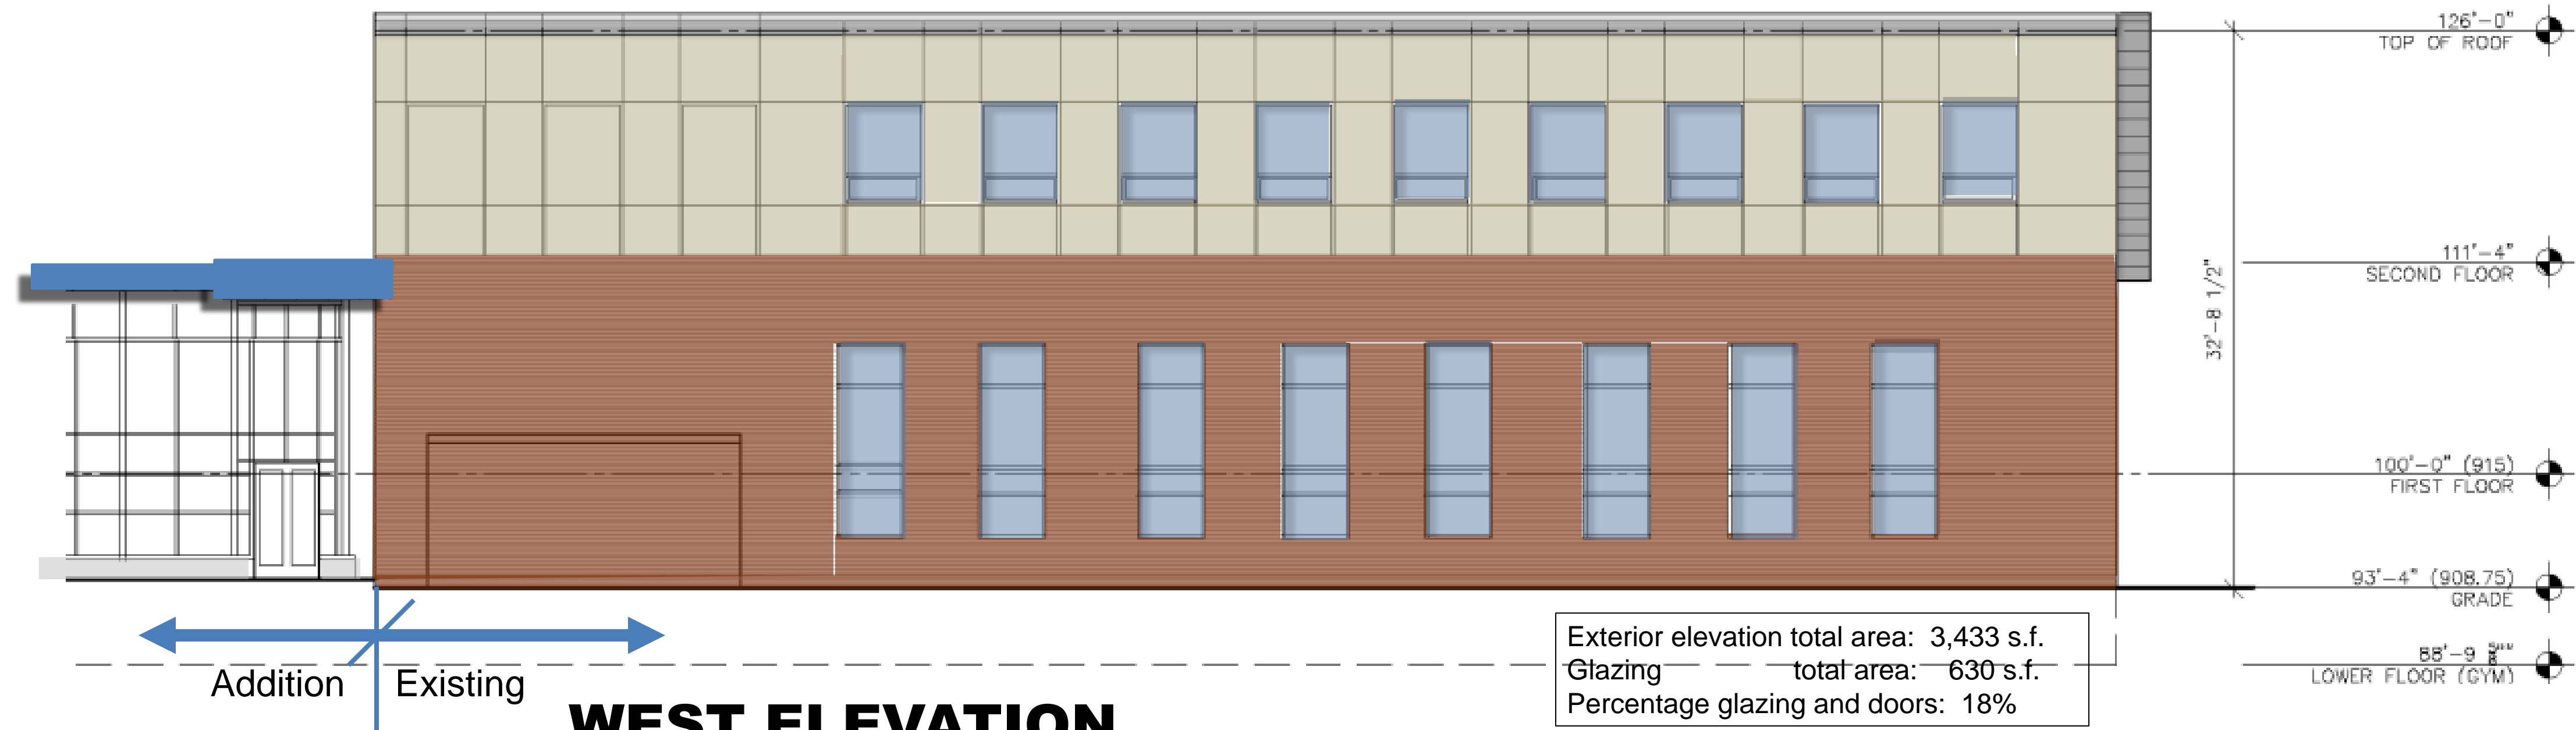 126'-0"
TOP OF ROOF
111'-4"
SECOND FLOOR
32'-8 1/2"
100'-0" (915)
FIRST FLOOR
93'-4" (908.75)
GRADE
88'-9
LOWER FLOOR (GYM)
Exterior elevation total area: 3,433 s.f.
Glazing total area: 630 s.f.
Percentage glazing and doors: 18%
Addition
Existing
WEST ELEVATION